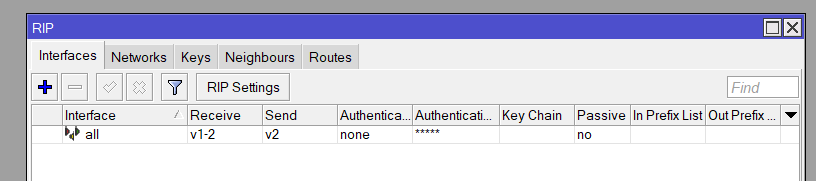 RIP
Interfaces Networks Keys Neighbours Routes
RIP Settings Find
Interface Receive Send Authentica... Authenticati... Key Chain Passive In Prefix List Out Prefix ...
all v1-2 v2 none ***** no